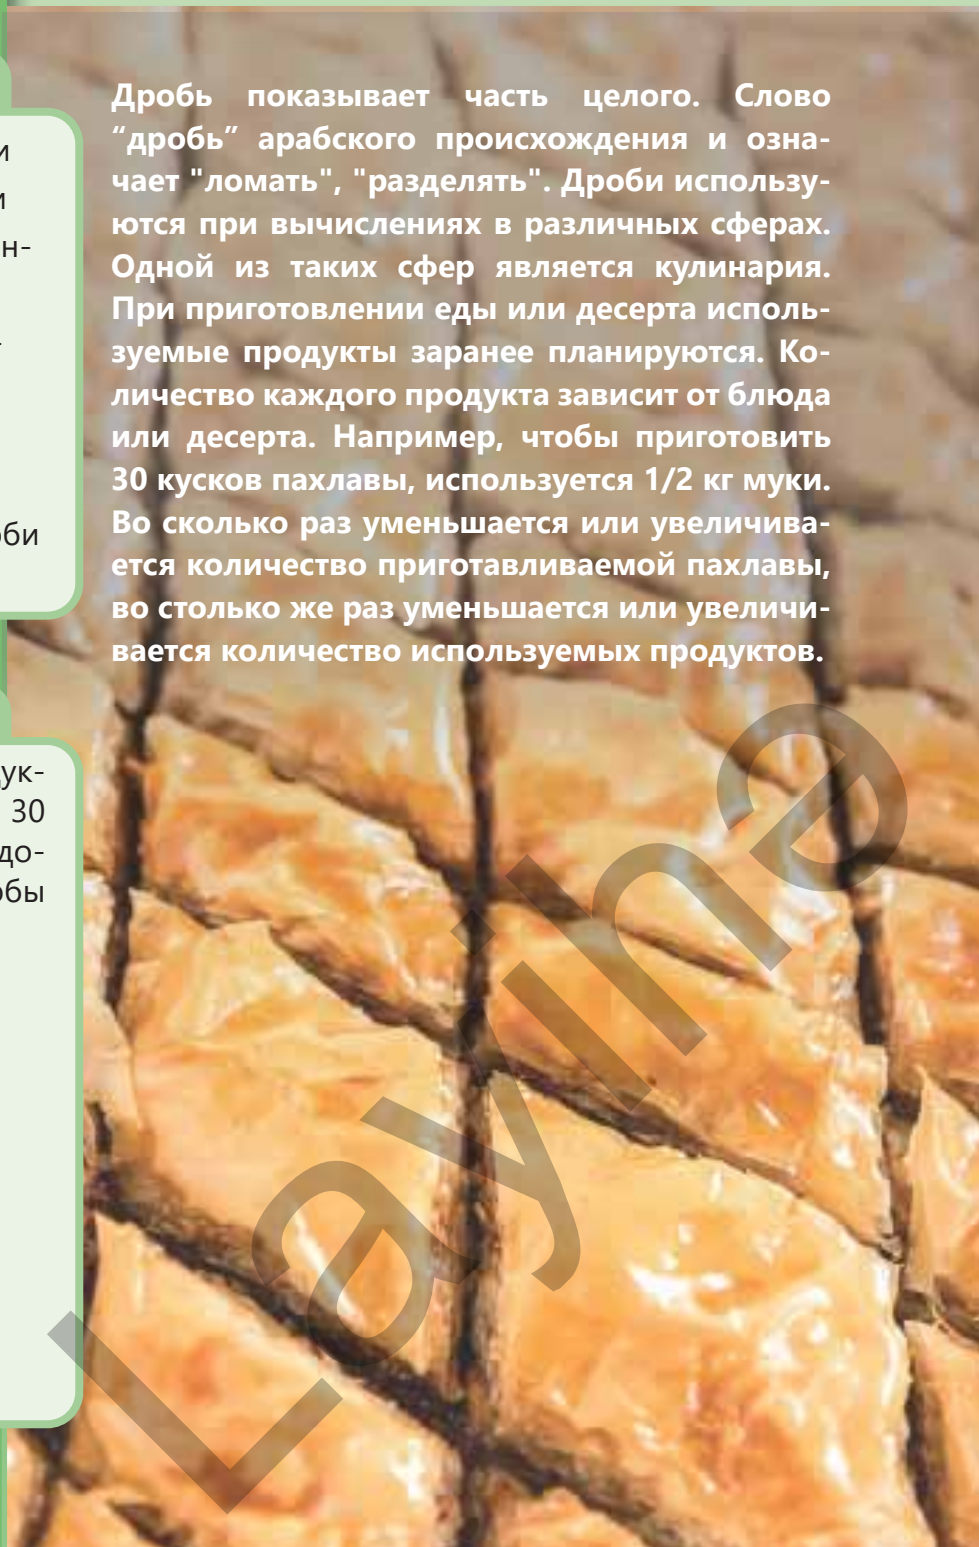 Дробь показывает часть целого. Слово
“дробь” арабского происхождения и озна-
чает "ломать", "разделять". Дроби использу-
ются при вычислениях в различных сферах.
Одной из таких сфер является кулинария.
При приготовлении еды или десерта исполь-
зуемые продукты заранее планируются. Ко-
личество каждого продукта зависит от блюда
или десерта. Например, чтобы приготовить
30 кусков пахлавы, используется 1/2 кг муки.
Во сколько раз уменьшается или увеличива-
ется количество приготавливаемой пахлавы,
во столько же раз уменьшается или увеличи-
вается количество используемых продуктов.
30
Layihə